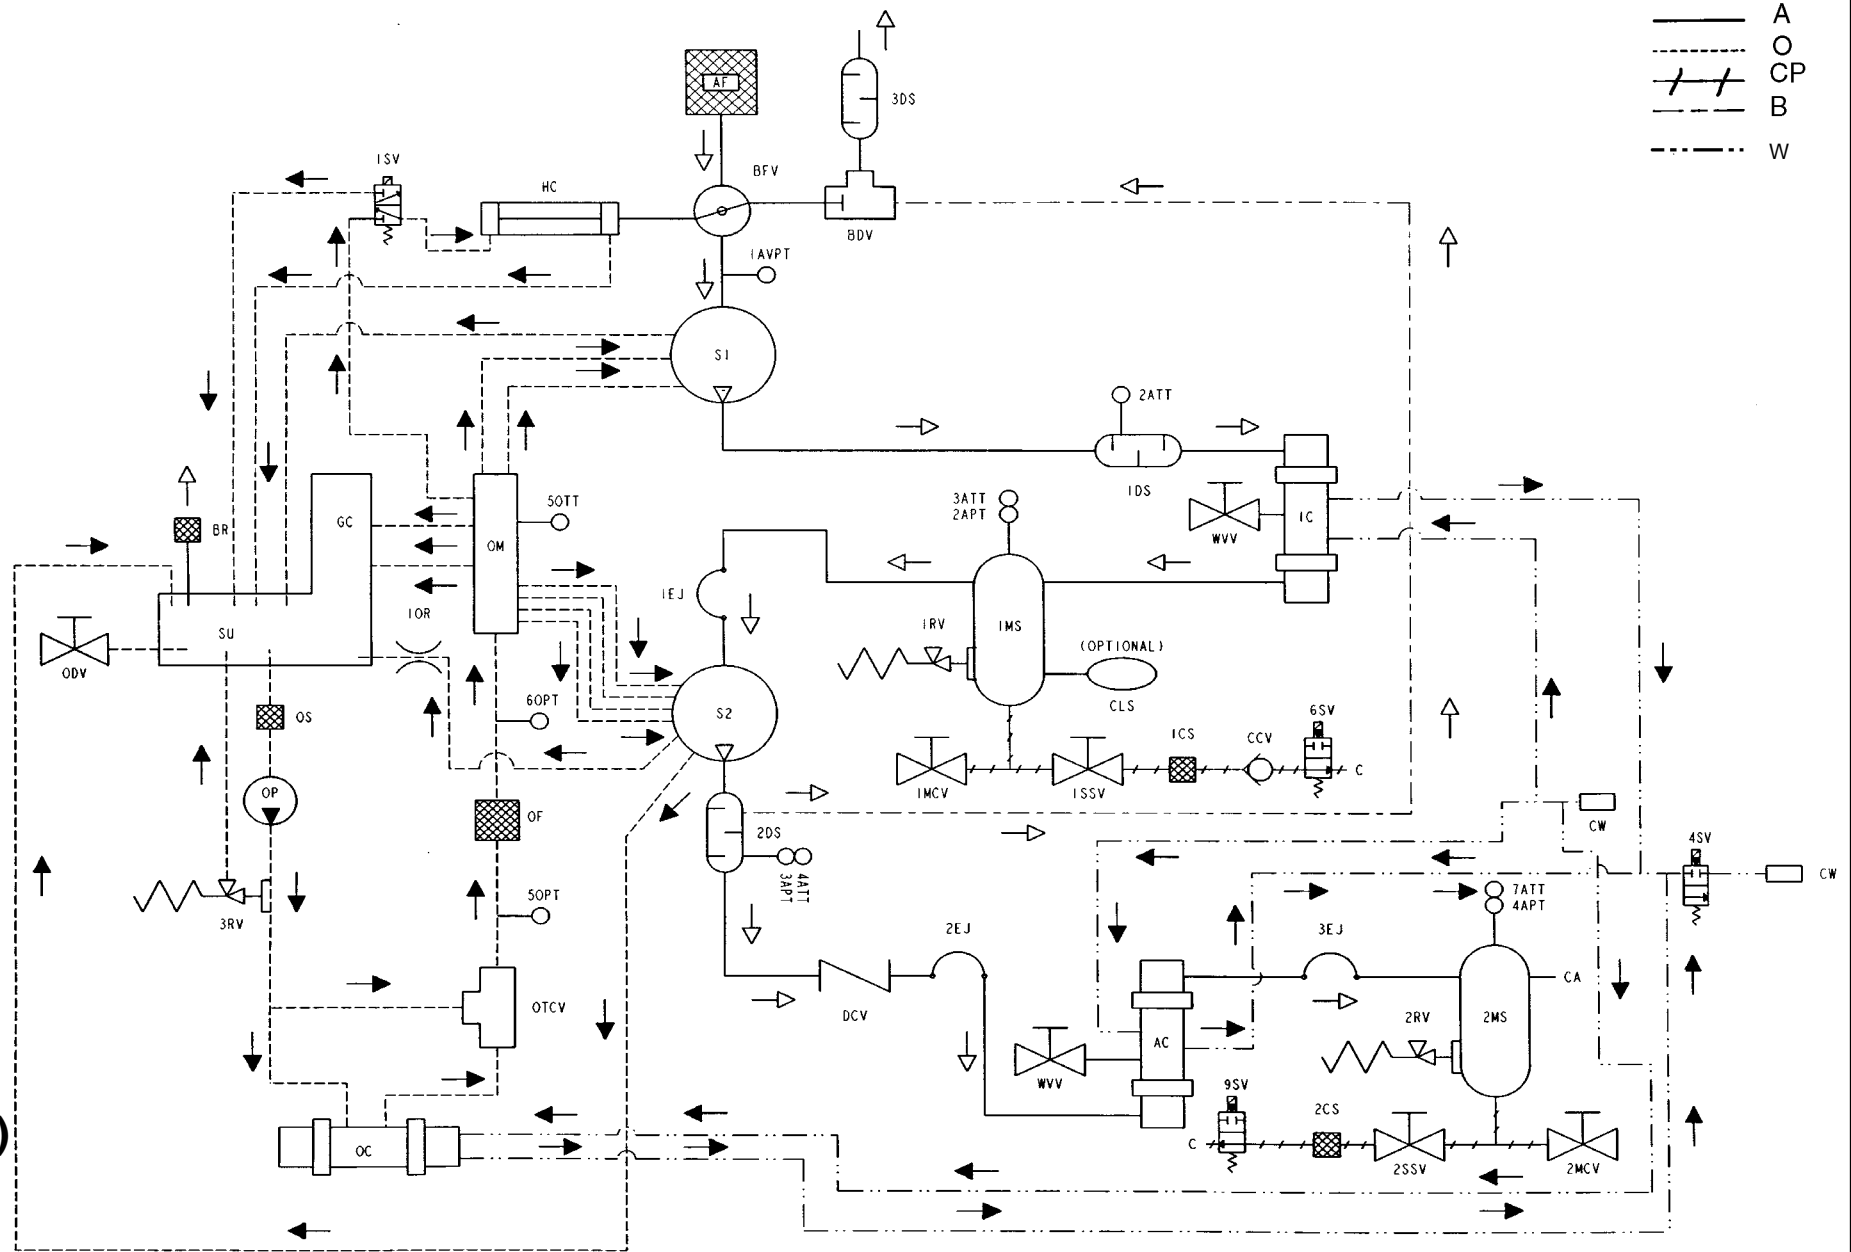 A
O
CP
B
W
AF
3DS
1SV
HC
BFV
BDV
1AVPT
S1
2ATT
1DS
3ATT
2APT
WVV
1C
GC
BR
OM
5OTT
1EJ
1OR
SU
ODV
1RV
1MS
(OPTIONAL)
CLS
S2
6OPT
OS
6SV
1CS
CCV
1MCV
1SSV
C
OP
OF
2DS
4ATT
3APT
CW
4SV
CW
3RV
5OPT
2EJ
3EJ
7ATT
4APT
CA
OTCV
DCV
AC
2RV
2MS
WVV
9SV
2CS
C
2SSV
2MCV
OC
)